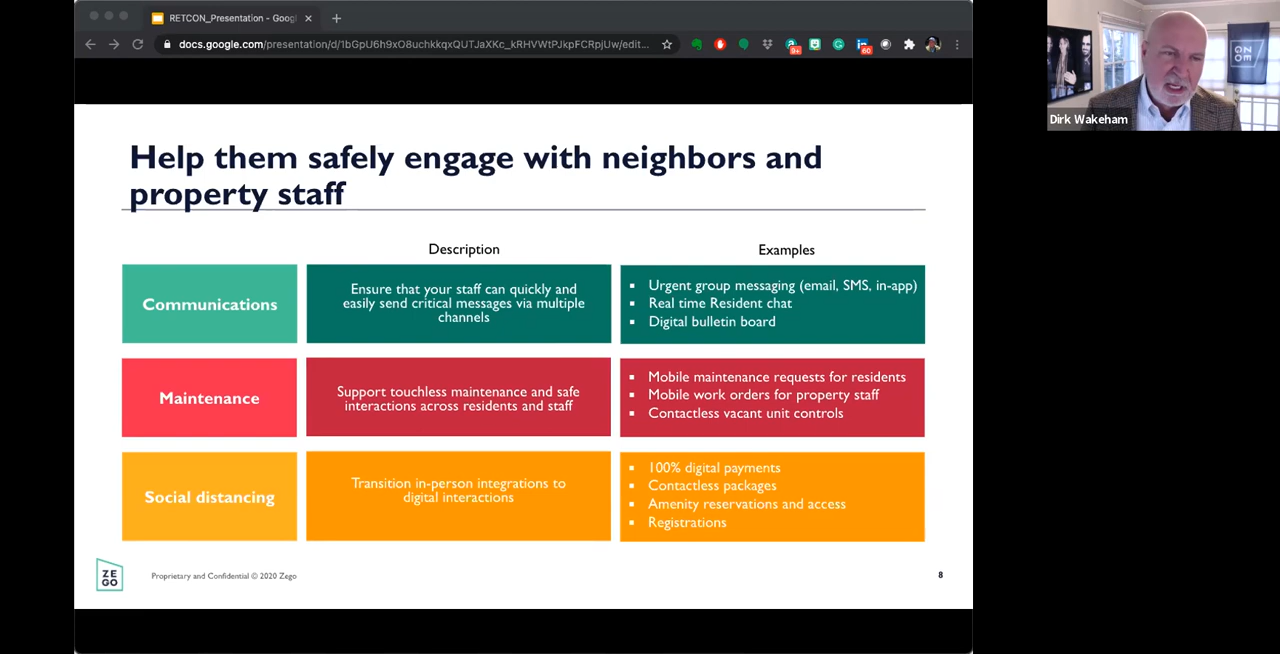 RETCON_Presentation - Goog
docs.google.com/presentation/d/1bGpU6h9xO8uchkkqxQUTJaXKc_kRHVWtPJkpFCRpjUw/edit...
9+
60
Dirk Wakeham
ZEGO
Help them safely engage with neighbors and
property staff
Description
Examples
Communications
Ensure that your staff can quickly and
easily send critical messages via multiple
channels
▪ Urgent group messaging (email, SMS, in-app)
▪ Real time Resident chat
▪ Digital bulletin board
Maintenance
Support touchless maintenance and safe
interactions across residents and staff
▪ Mobile maintenance requests for residents
▪ Mobile work orders for property staff
▪ Contactless vacant unit controls
Social distancing
Transition in-person integrations to
digital interactions
▪ 100% digital payments
▪ Contactless packages
▪ Amenity reservations and access
▪ Registrations
ZE
GO
Proprietary and Confidential © 2020 Zego
8